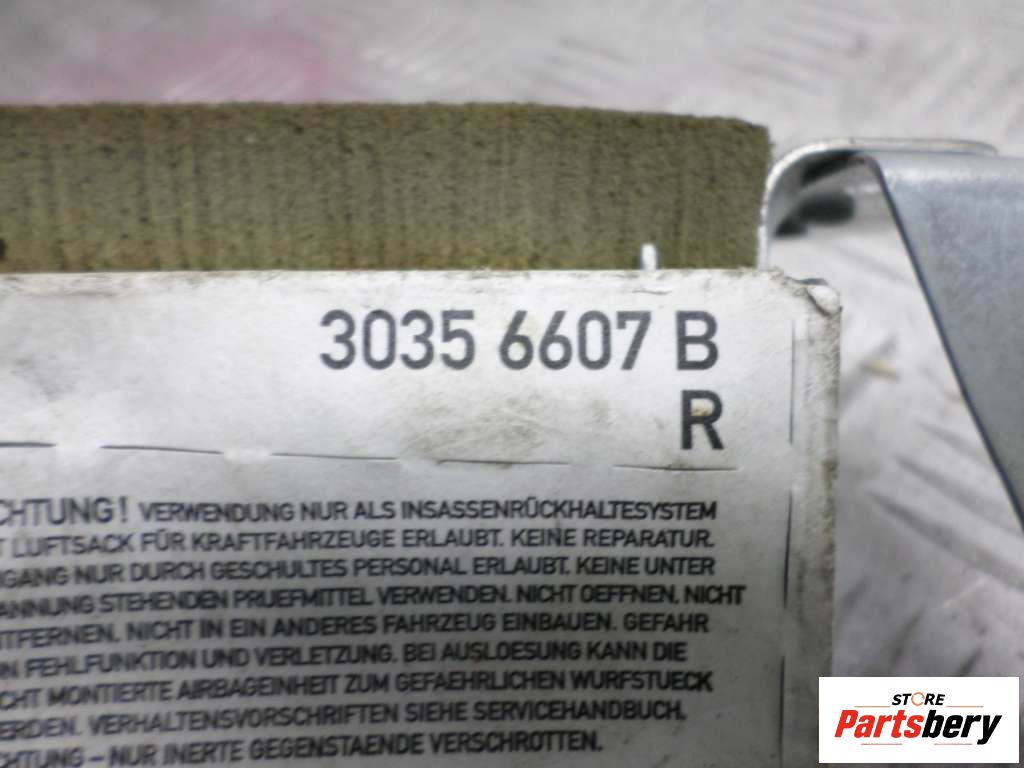 3035 6607 B
R
CHTUNG! VERWENDUNG NUR ALS INSASSENRÜCKHALTESYSTEM
T LUFTSACK FÜR KRAFTFAHRZEUGE ERLAUBT. KEINE REPARATUR.
NGANG NUR DURCH GESCHULTES PERSONAL ERLAUBT. KEINE UNTER
ANNUNG STEHENDEN PRUEFMITTEL VERWENDEN. NICHT OEFFNEN. NICHT
TFERNEN. NICHT IN EIN ANDERES FAHRZEUG EINBAUEN. GEFAHR
N FEHLFUNKTION UND VERLETZUNG. BEI AUSLOESUNG KANN DIE
CHT MONTIERTE AIRBAGEINHEIT ZUM GEFAEHRLICHEN WURFSTUECK
ERDEN. VERHALTENSVORSCHRIFTEN SIEHE SERVICEHANDBUCH.
CHTUNG – NUR INERTE GEGENSTAENDE VERSCHROTTEN.
STORE
Partsbery